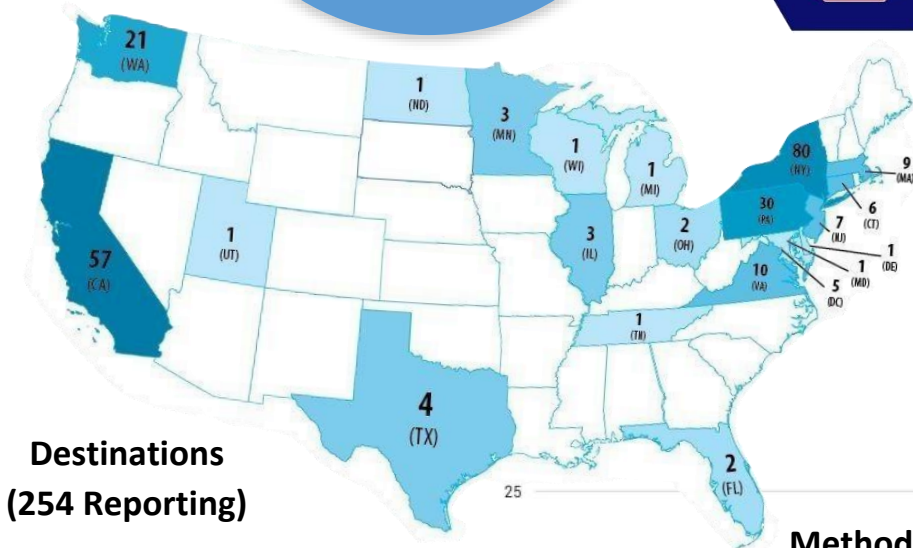 21
(WA)
1
(ND)
3
(MN)
1
(WI)
1
(MI)
80
(NY)
9
(MA)
6
(CT)
30
(PA)
7
(NJ)
1
(DE)
1
(MD)
5
(DC)
10
(VA)
2
(OH)
3
(IL)
1
(UT)
57
(CA)
1
(TN)
4
(TX)
2
(FL)
Destinations
(254 Reporting)
25
Method